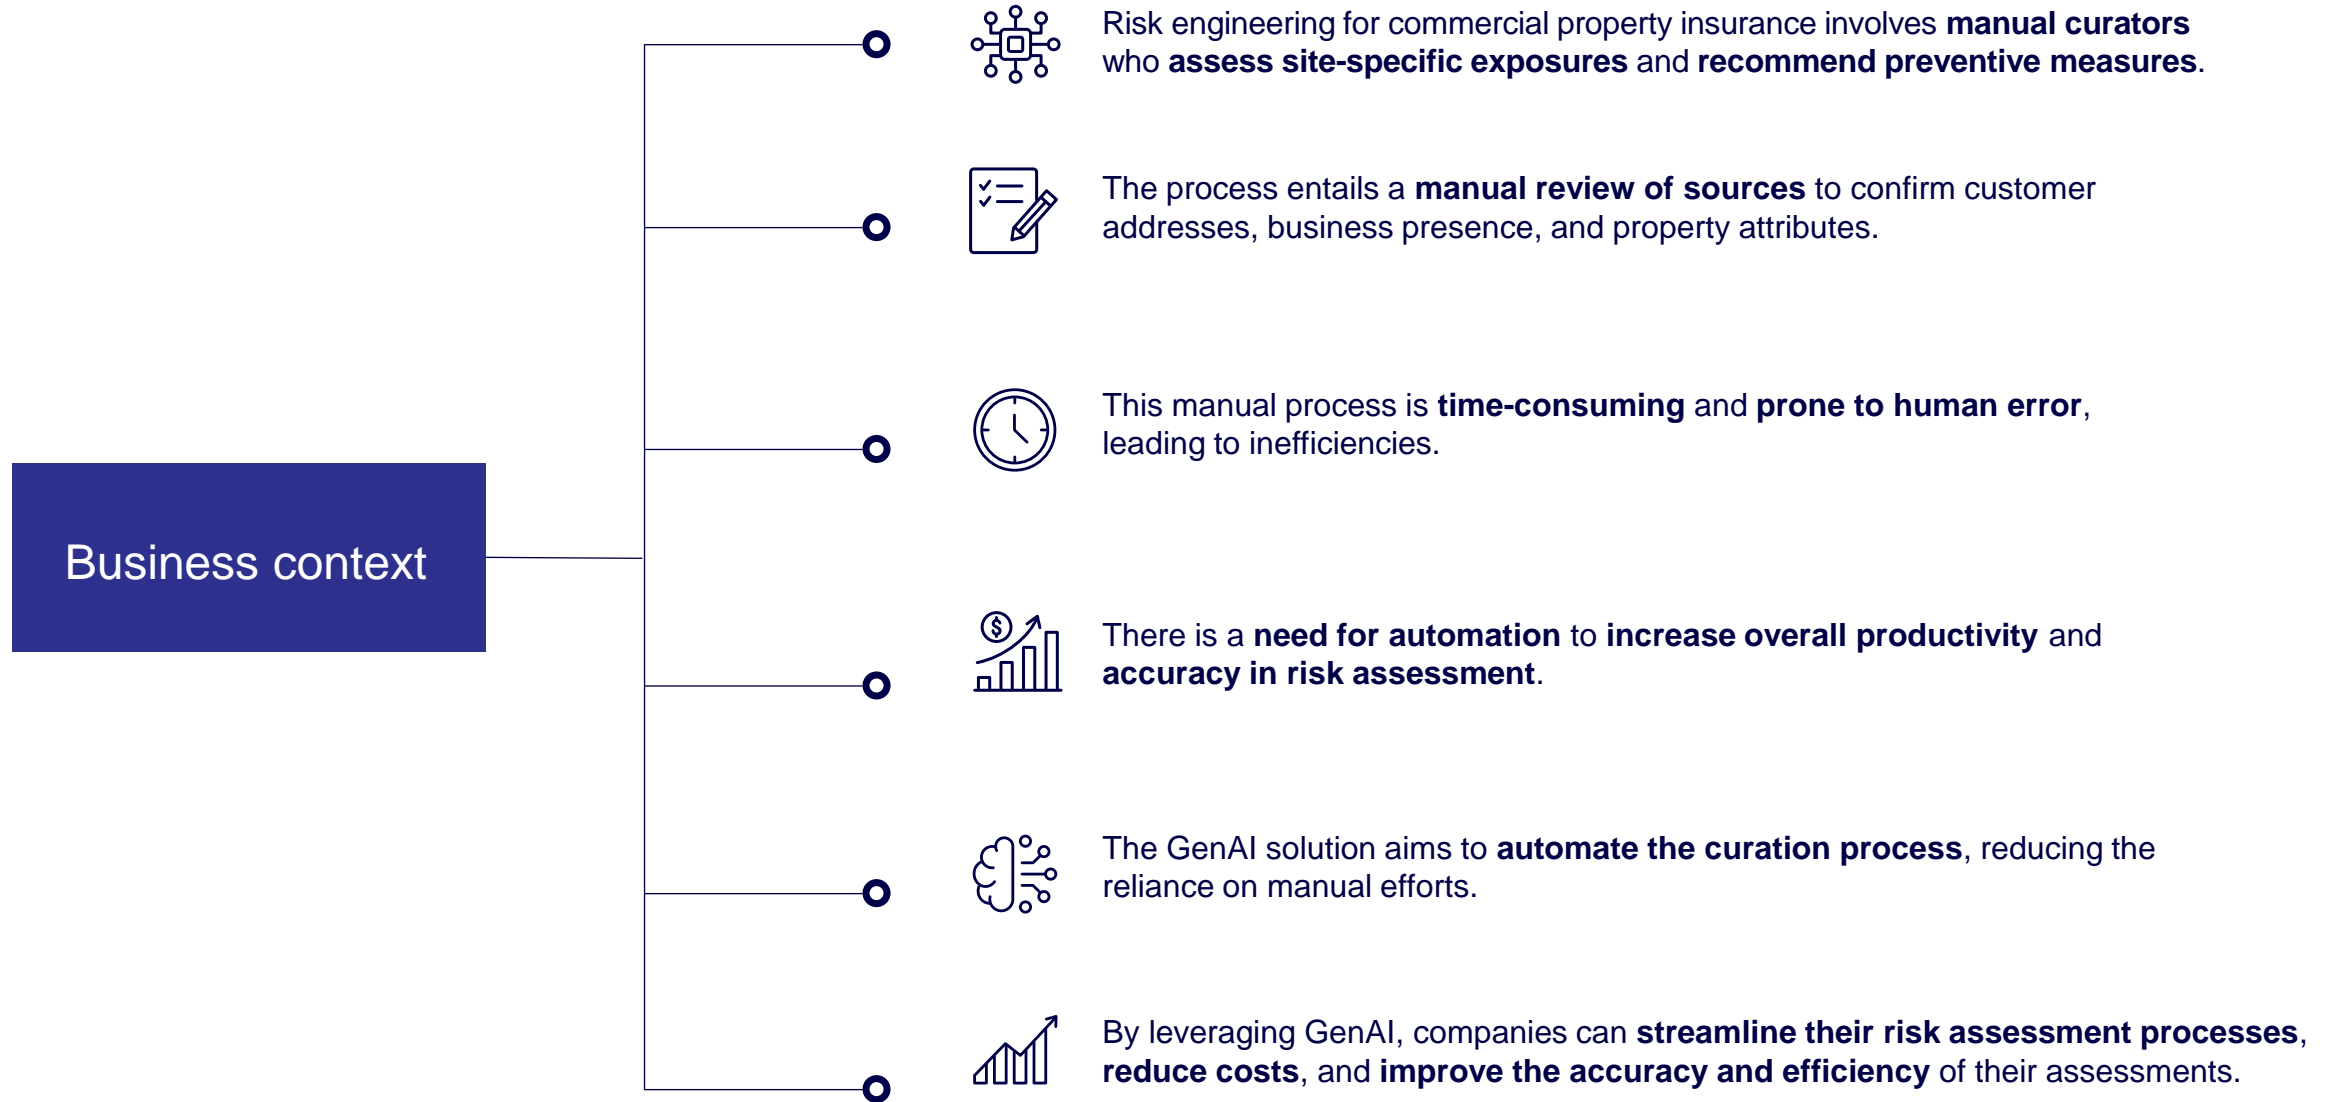 Risk engineering for commercial property insurance involves manual curators
who assess site-specific exposures and recommend preventive measures.
The process entails a manual review of sources to confirm customer
addresses, business presence, and property attributes.
This manual process is time-consuming and prone to human error,
leading to inefficiencies.
Business context
There is a need for automation to increase overall productivity and
accuracy in risk assessment.
The GenAI solution aims to automate the curation process, reducing the
reliance on manual efforts.
By leveraging GenAI, companies can streamline their risk assessment processes,
reduce costs, and improve the accuracy and efficiency of their assessments.